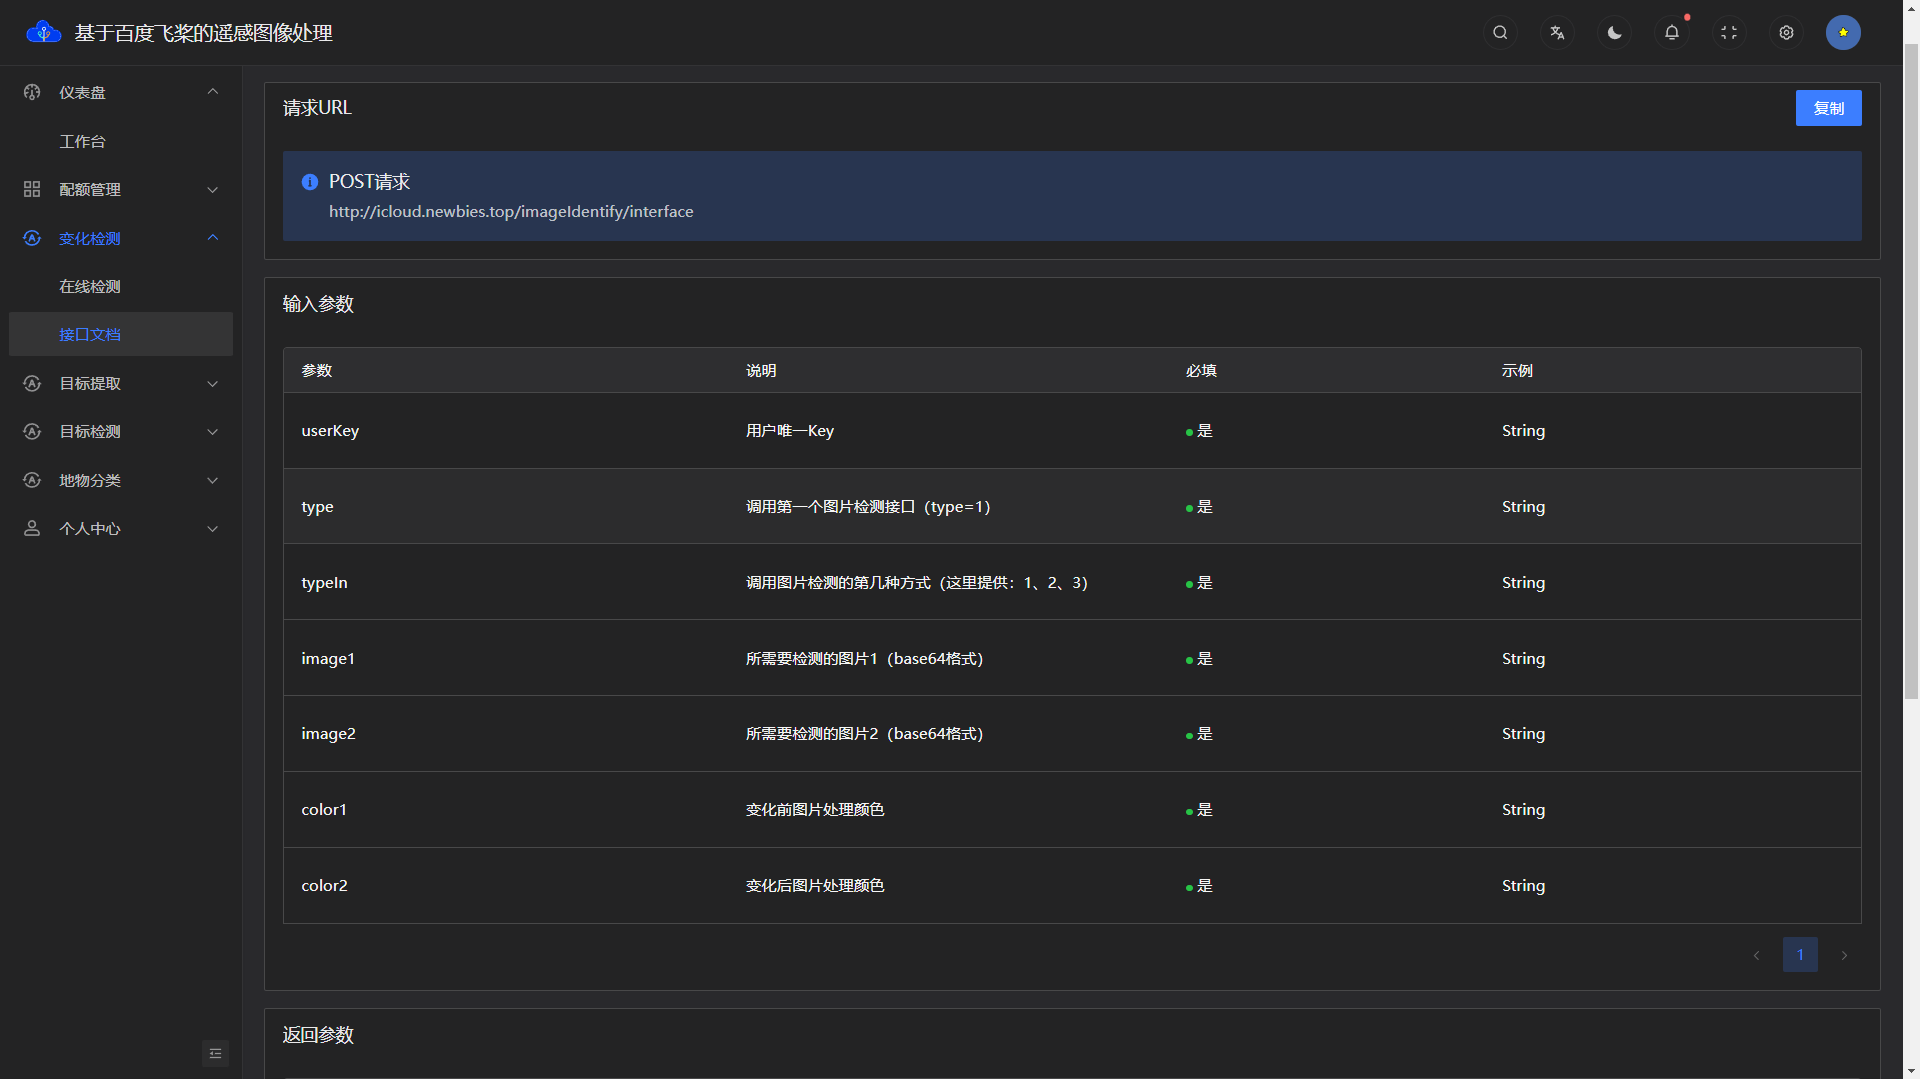 基于百度飞桨的遥感图像处理
仪表盘
工作台
配额管理
变化检测
在线检测
接口文档
目标提取
目标检测
地物分类
个人中心
请求URL
复制
POST请求
http://icloud.newbies.top/imageIdentify/interface
输入参数
参数 说明 必填 示例
userKey 用户唯一Key 是 String
type 调用第一个图片检测接口（type=1） 是 String
typeIn 调用图片检测的第几种方式（这里提供：1、2、3） 是 String
image1 所需要检测的图片1（base64格式） 是 String
image2 所需要检测的图片2（base64格式） 是 String
color1 变化前图片处理颜色 是 String
color2 变化后图片处理颜色 是 String
1
返回参数